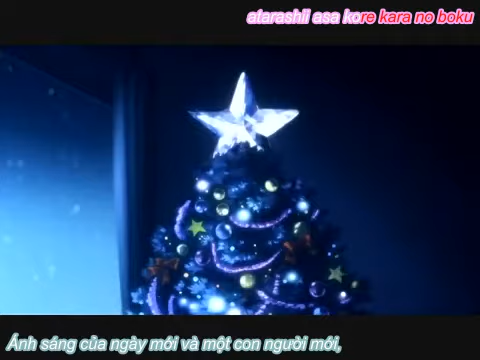 atarashii asa kore kara no boku
Ánh sáng của ngày mới và một con người mới,